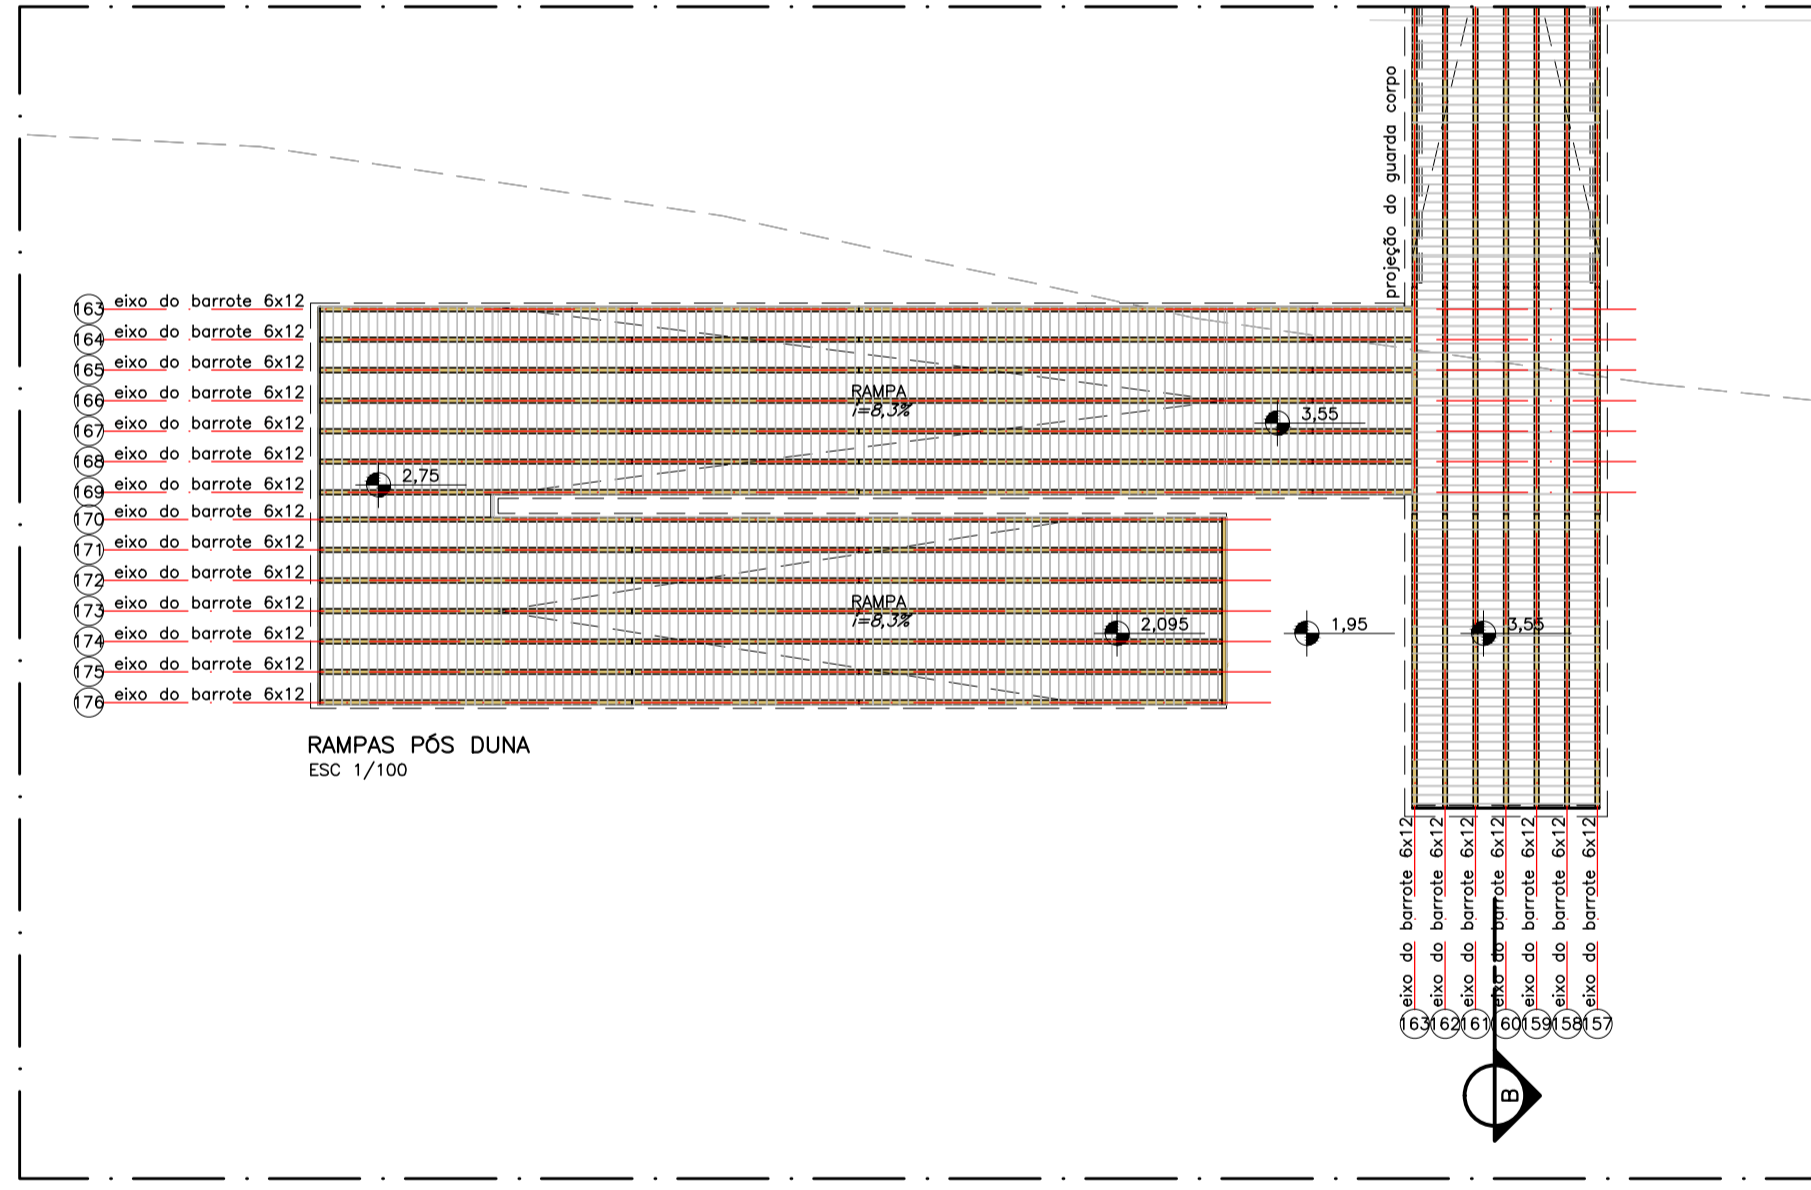 projeção do guarda corpo
163 eixo do barrote 6x12
164 eixo do barrote 6x12
165 eixo do barrote 6x12
166 eixo do barrote 6x12
167 eixo do barrote 6x12
168 eixo do barrote 6x12
169 eixo do barrote 6x12
170 eixo do barrote 6x12
171 eixo do barrote 6x12
172 eixo do barrote 6x12
173 eixo do barrote 6x12
174 eixo do barrote 6x12
175 eixo do barrote 6x12
176 eixo do barrote 6x12
RAMPA
i=8,3%
3,55
2,75
RAMPA
i=8,3%
2,095
1,95
3,55
RAMPAS PÓS DUNA
ESC 1/100
eixo do barrote 6x12
eixo do barrote 6x12
eixo do barrote 6x12
eixo do barrote 6x12
eixo do barrote 6x12
eixo do barrote 6x12
eixo do barrote 6x12
163 162 161 160 159 158 157
B